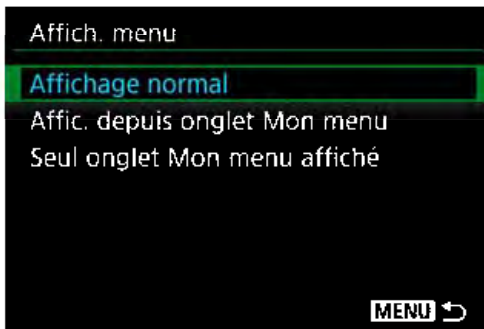 Affich. menu
Affichage normal
Affic. depuis onglet Mon menu
Seul onglet Mon menu affiché
MENU